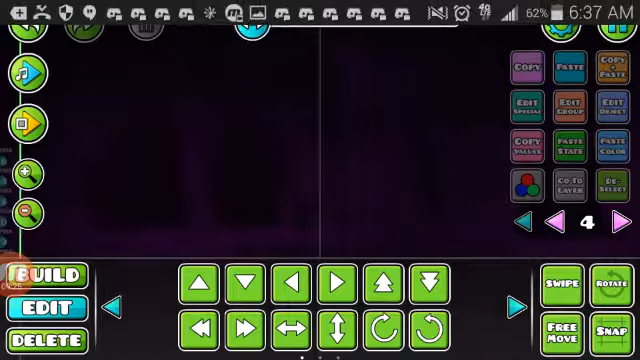 4G 62% 6:37 AM
COPY PASTE COPY + PASTE
EDIT SPECIAL EDIT GROUP EDIT OBJECT
COPY VALUES PASTE STATE PASTE COLOR
GO TO LAYER DE-SELECT
4
BUILD
EDIT
DELETE
SWIPE ROTATE
FREE MOVE SNAP